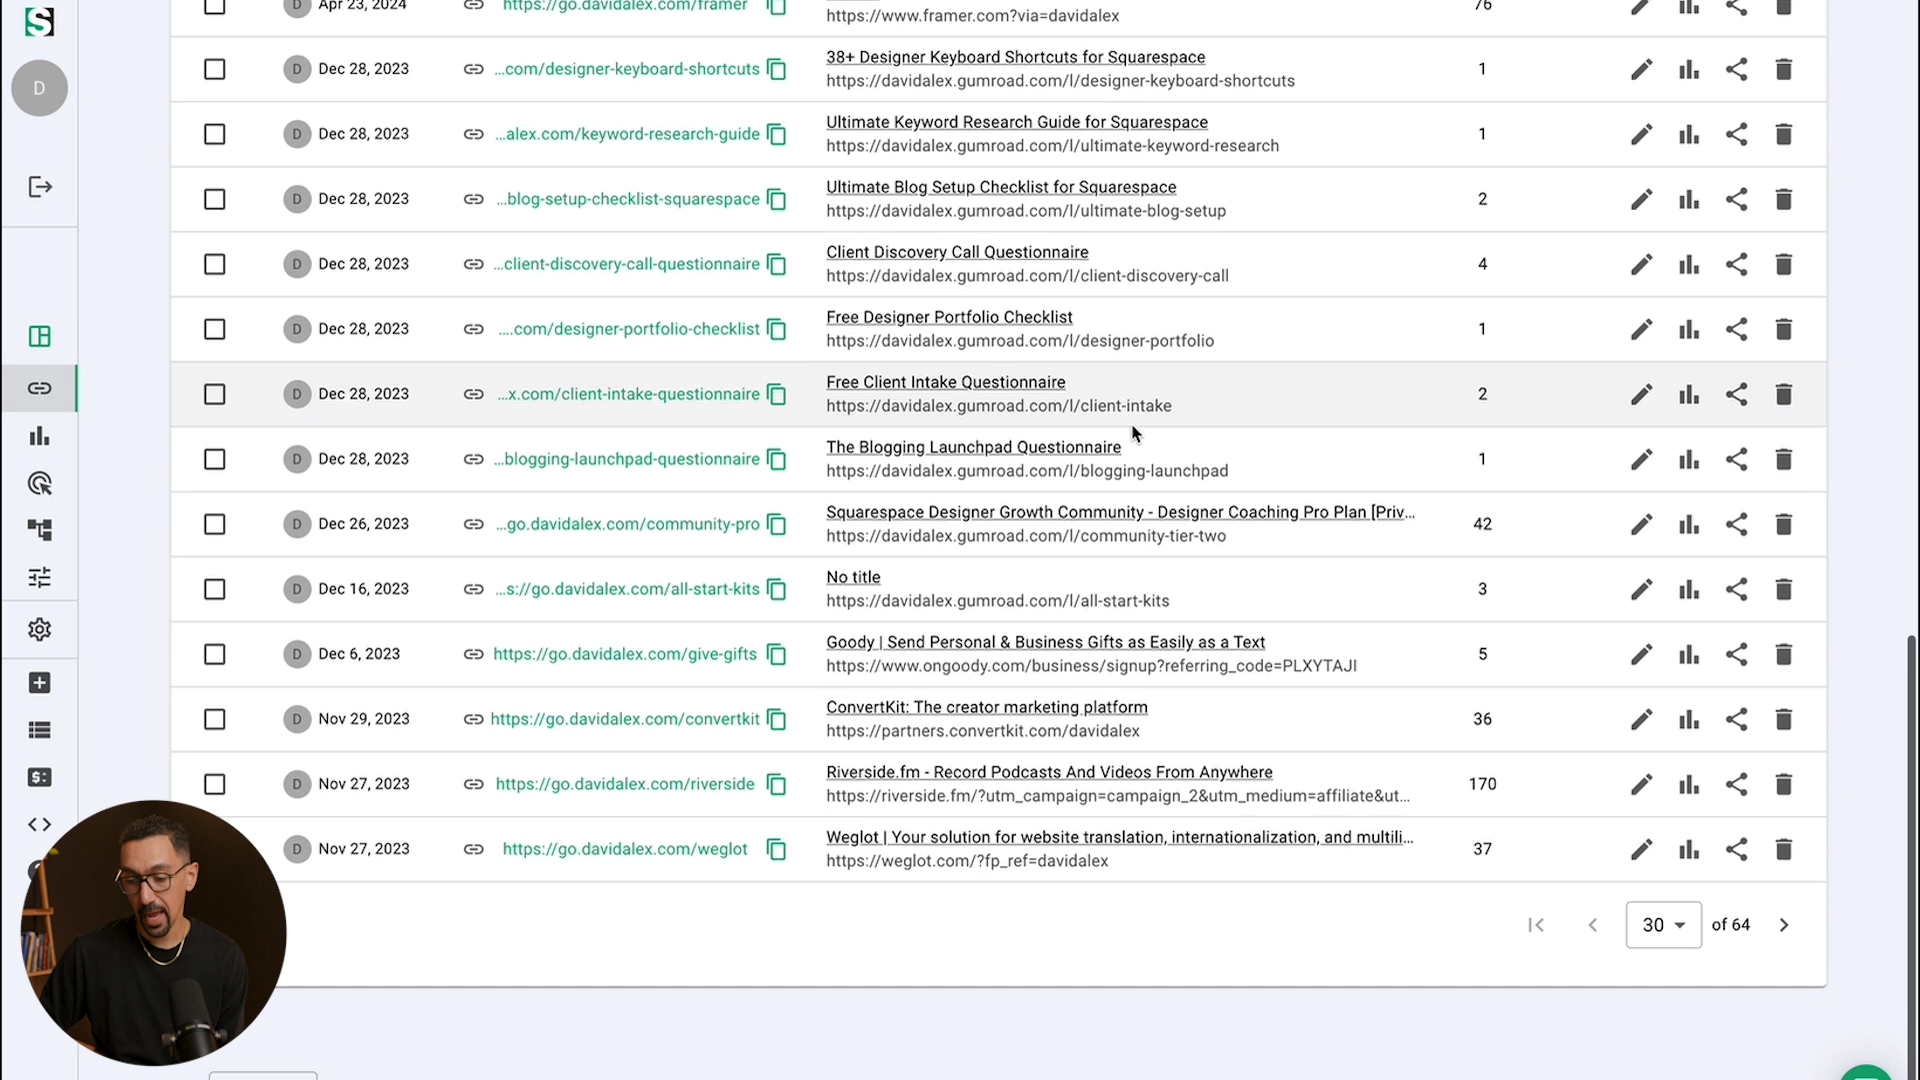 S
Apr 23, 2024 https://go.davidalex.com/framer 76
https://www.framer.com?via=davidalex
D
D Dec 28, 2023 ...com/designer-keyboard-shortcuts 38+ Designer Keyboard Shortcuts for Squarespace 1
https://davidalex.gumroad.com/l/designer-keyboard-shortcuts
D Dec 28, 2023 ...alex.com/keyword-research-guide Ultimate Keyword Research Guide for Squarespace 1
https://davidalex.gumroad.com/l/ultimate-keyword-research
D Dec 28, 2023 ...blog-setup-checklist-squarespace Ultimate Blog Setup Checklist for Squarespace 2
https://davidalex.gumroad.com/l/ultimate-blog-setup
D Dec 28, 2023 ...client-discovery-call-questionnaire Client Discovery Call Questionnaire 4
https://davidalex.gumroad.com/l/client-discovery-call
D Dec 28, 2023 ....com/designer-portfolio-checklist Free Designer Portfolio Checklist 1
https://davidalex.gumroad.com/l/designer-portfolio
D Dec 28, 2023 ...x.com/client-intake-questionnaire Free Client Intake Questionnaire 2
https://davidalex.gumroad.com/l/client-intake
D Dec 28, 2023 ...blogging-launchpad-questionnaire The Blogging Launchpad Questionnaire 1
https://davidalex.gumroad.com/l/blogging-launchpad
D Dec 26, 2023 ...go.davidalex.com/community-pro Squarespace Designer Growth Community - Designer Coaching Pro Plan [Priv... 42
https://davidalex.gumroad.com/l/community-tier-two
D Dec 16, 2023 ...s://go.davidalex.com/all-start-kits No title 3
https://davidalex.gumroad.com/l/all-start-kits
D Dec 6, 2023 https://go.davidalex.com/give-gifts Goody | Send Personal & Business Gifts as Easily as a Text 5
https://www.ongoody.com/business/signup?referring_code=PLXYTAJI
D Nov 29, 2023 https://go.davidalex.com/convertkit ConvertKit: The creator marketing platform 36
https://partners.convertkit.com/davidalex
D Nov 27, 2023 https://go.davidalex.com/riverside Riverside.fm - Record Podcasts And Videos From Anywhere 170
https://riverside.fm/?utm_campaign=campaign_2&utm_medium=affiliate&ut...
D Nov 27, 2023 https://go.davidalex.com/weglot Weglot | Your solution for website translation, internationalization, and multili... 37
https://weglot.com/?fp_ref=davidalex
30 of 64